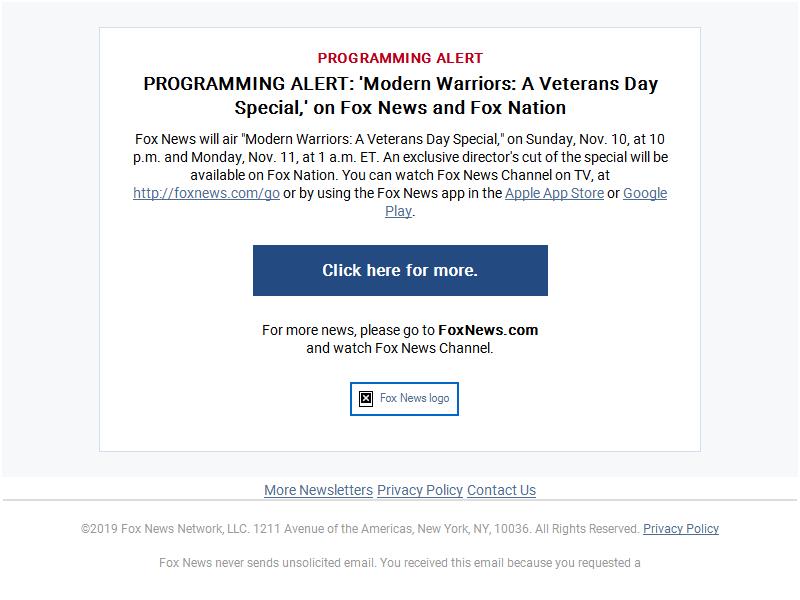 PROGRAMMING ALERT
PROGRAMMING ALERT: 'Modern Warriors: A Veterans Day
Special,' on Fox News and Fox Nation
Fox News will air "Modern Warriors: A Veterans Day Special," on Sunday, Nov. 10, at 10
p.m. and Monday, Nov. 11, at 1 a.m. ET. An exclusive director's cut of the special will be
available on Fox Nation. You can watch Fox News Channel on TV, at
http://foxnews.com/go or by using the Fox News app in the Apple App Store or Google
Play.
Click here for more.
For more news, please go to FoxNews.com
and watch Fox News Channel.
Fox News logo
More Newsletters Privacy Policy Contact Us
©2019 Fox News Network, LLC. 1211 Avenue of the Americas, New York, NY, 10036. All Rights Reserved. Privacy Policy
Fox News never sends unsolicited email. You received this email because you requested a